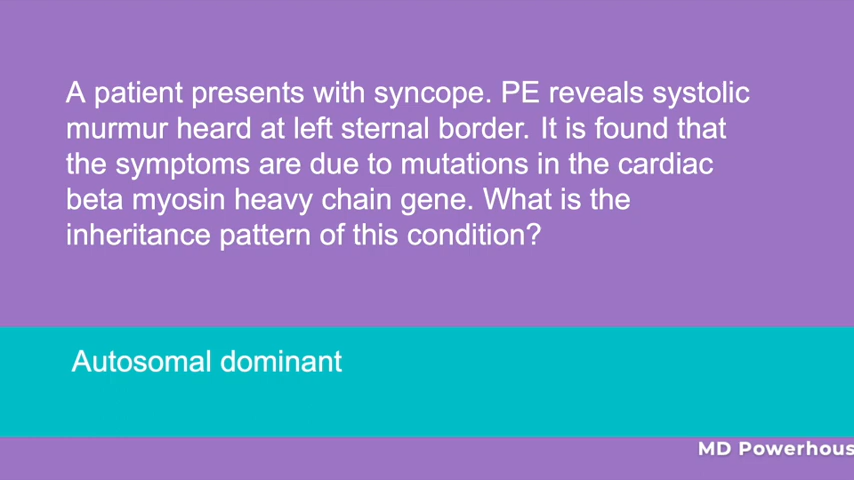 A patient presents with syncope. PE reveals systolic
murmur heard at left sternal border. It is found that
the symptoms are due to mutations in the cardiac
beta myosin heavy chain gene. What is the
inheritance pattern of this condition?
Autosomal dominant
MD Powerhous